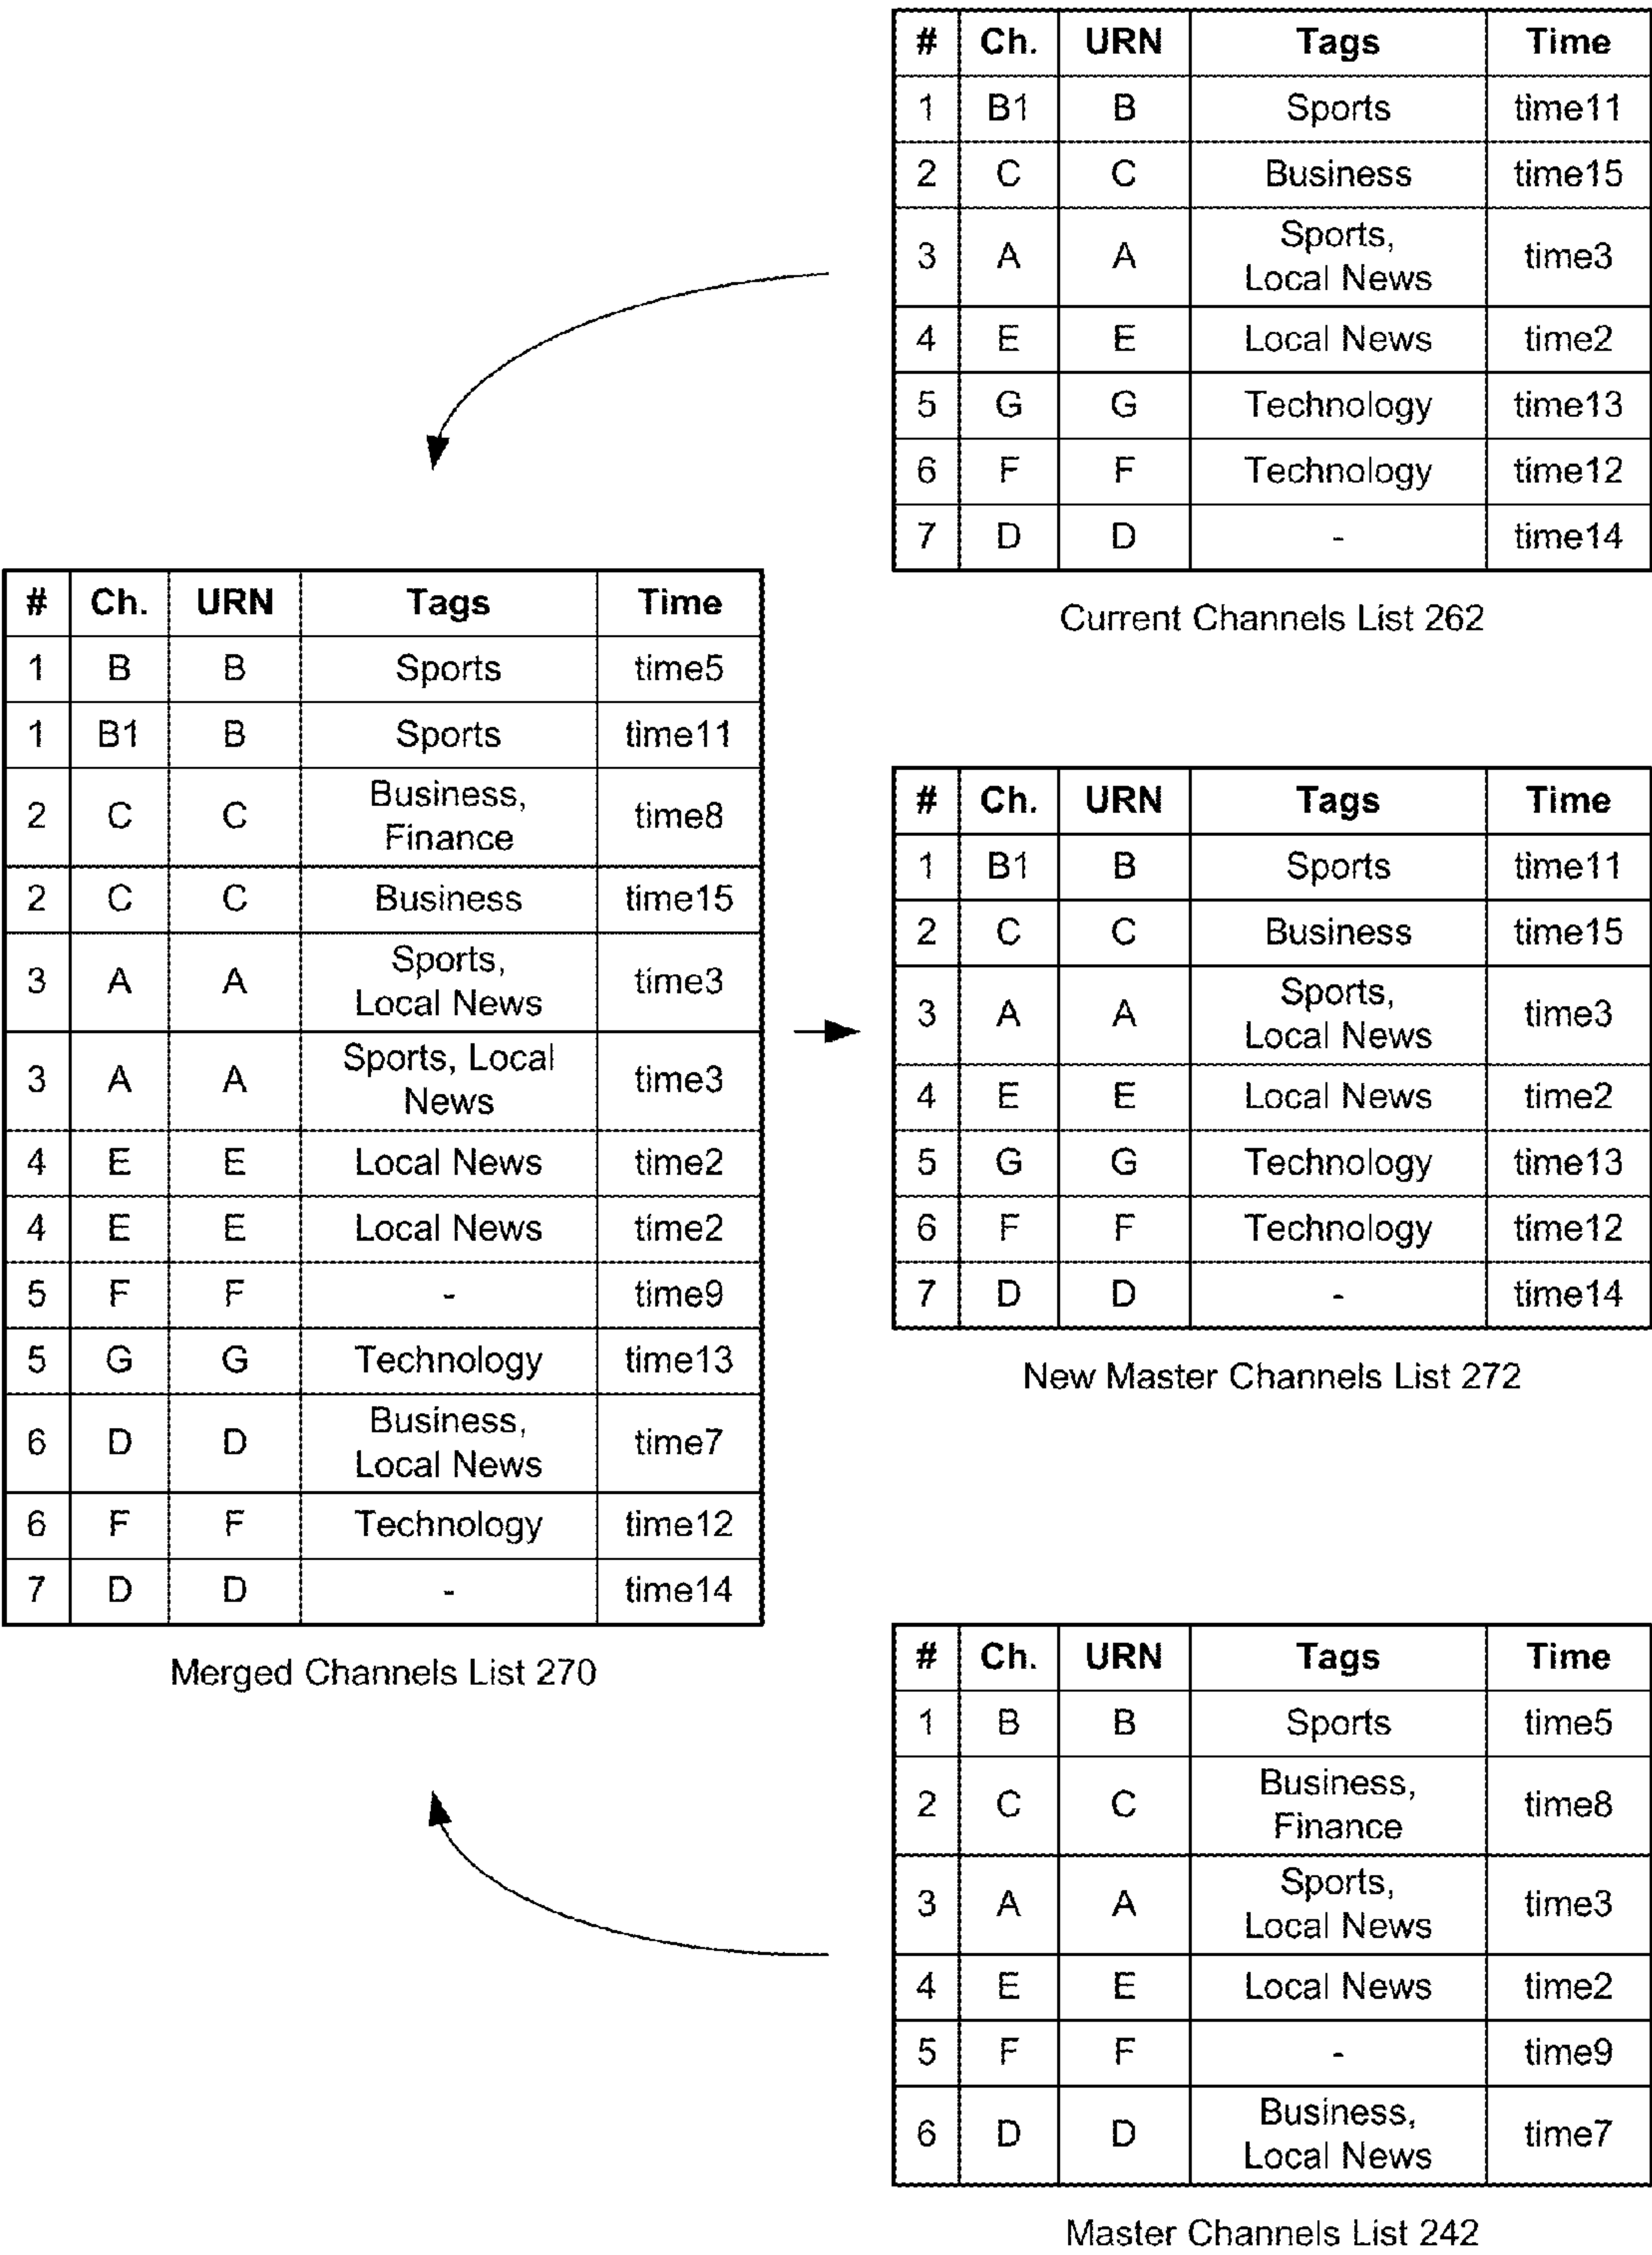 # Ch. URN Tags Time
1 B1 B Sports time11
2 C C Business time15
3 A A Sports,
Local News time3
4 E E Local News time2
5 G G Technology time13
6 F F Technology time12
7 D D - time14
Current Channels List 262
# Ch. URN Tags Time
1 B B Sports time5
1 B1 B Sports time11
2 C C Business,
Finance time8
2 C C Business time15
3 A A Sports,
Local News time3
3 A A Sports, Local
News time3
4 E E Local News time2
4 E E Local News time2
5 F F - time9
5 G G Technology time13
6 D D Business,
Local News time7
6 F F Technology time12
7 D D - time14
Merged Channels List 270
# Ch. URN Tags Time
1 B1 B Sports time11
2 C C Business time15
3 A A Sports,
Local News time3
4 E E Local News time2
5 G G Technology time13
6 F F Technology time12
7 D D - time14
New Master Channels List 272
# Ch. URN Tags Time
1 B B Sports time5
2 C C Business,
Finance time8
3 A A Sports,
Local News time3
4 E E Local News time2
5 F F - time9
6 D D Business,
Local News time7
Master Channels List 242